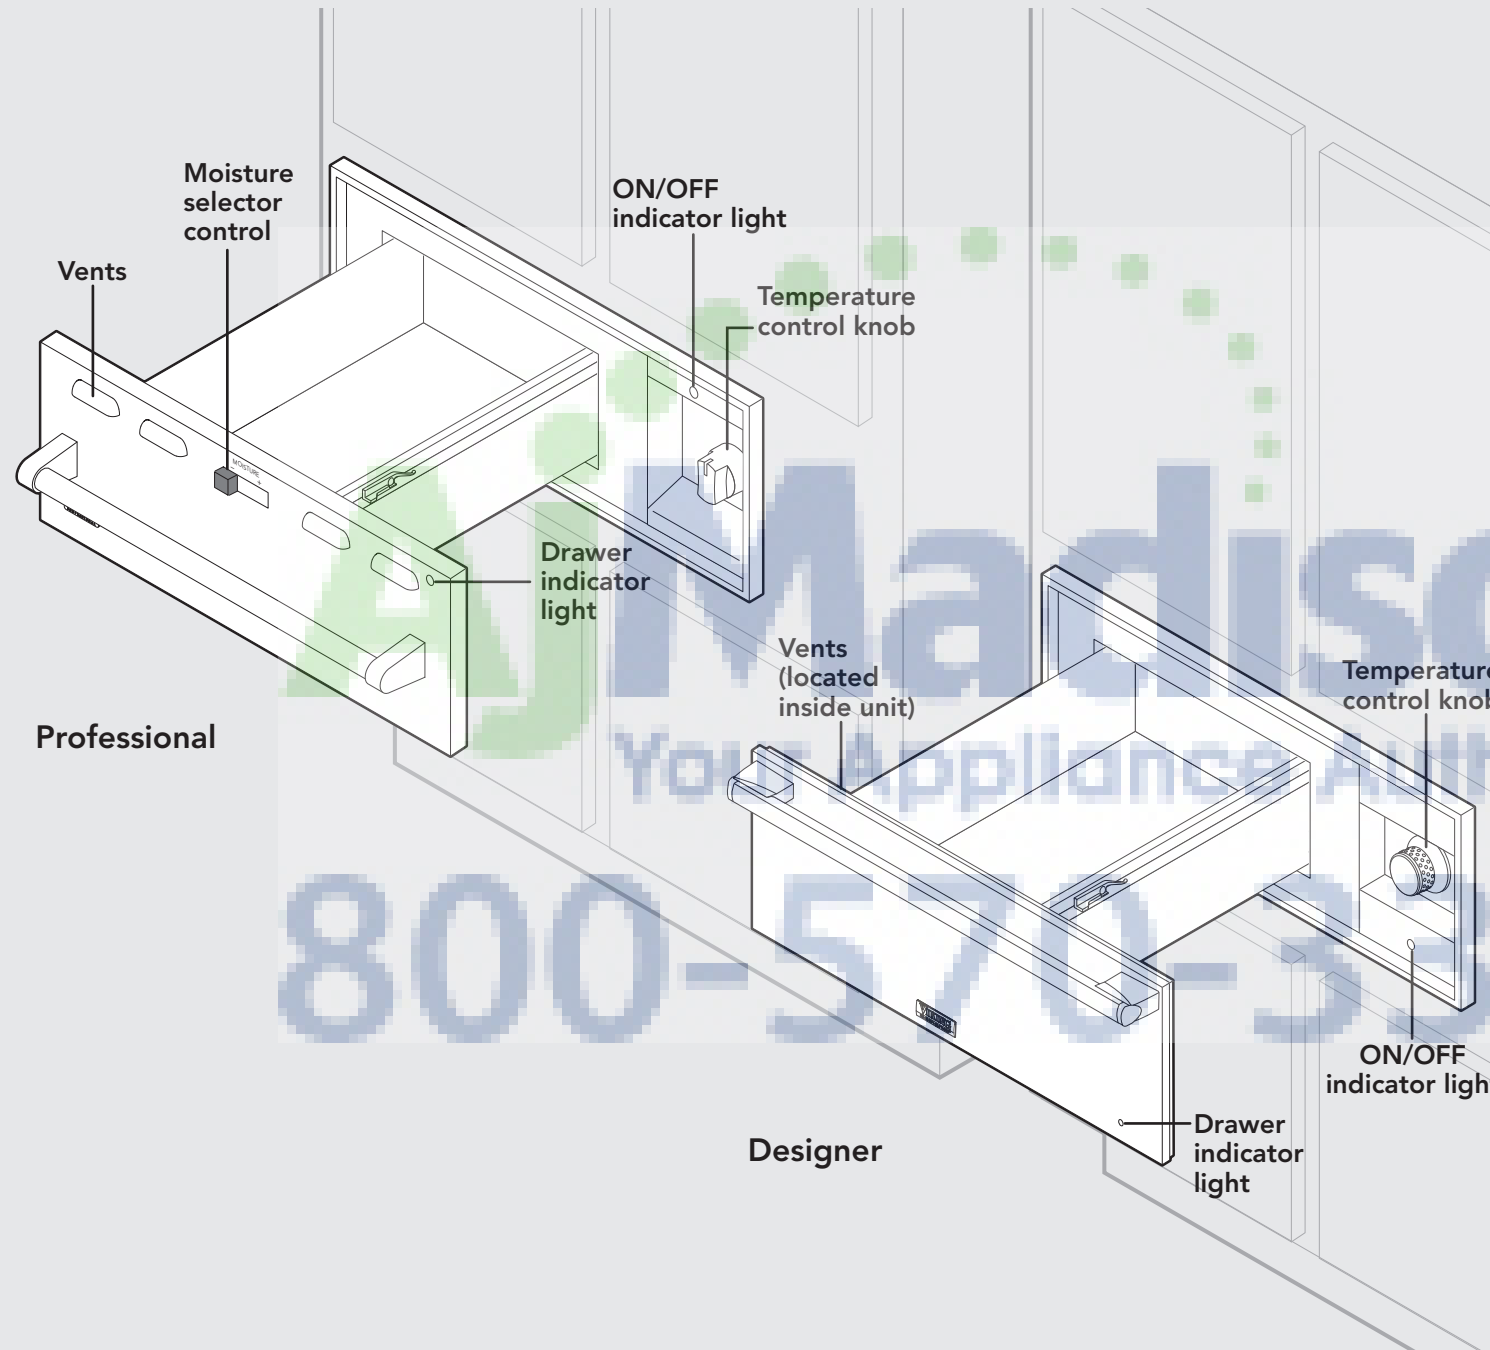 Moisture
selector
control
Vents
ON/OFF
indicator light
Temperature
control knob
MOISTURE
- +
Drawer
indicator
light
Professional
AjMadiso
Your Appliance Auth
800-570-33
Vents
(located
inside unit)
Temperature
control knob
ON/OFF
indicator light
Drawer
indicator
light
Designer